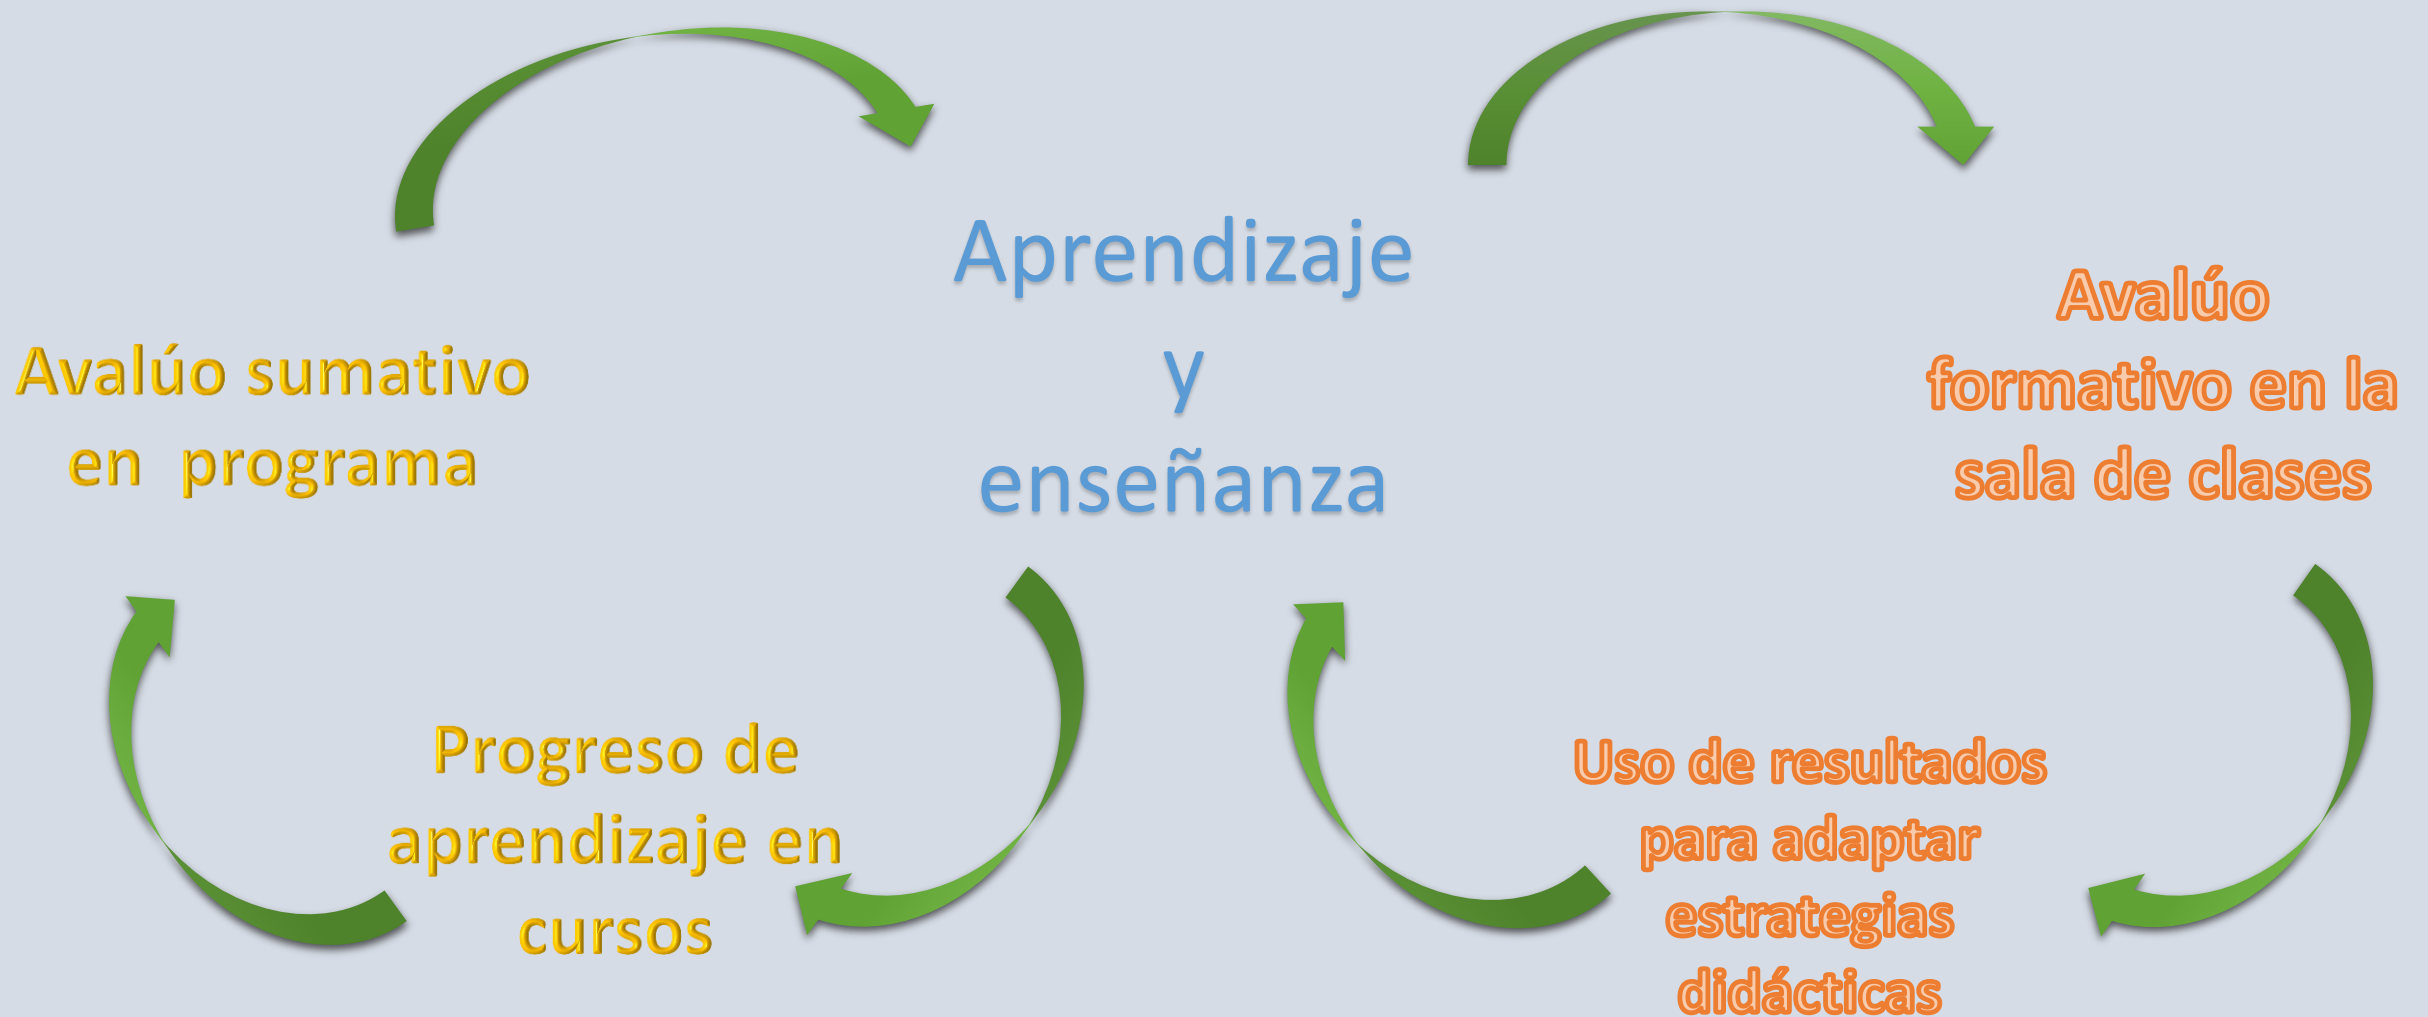 Aprendizaje
y
enseñanza
Avalúo
formativo en la
sala de clases
Uso de resultados
para adaptar
estrategias
didácticas
Progreso de
aprendizaje en
cursos
Avalúo sumativo
en programa